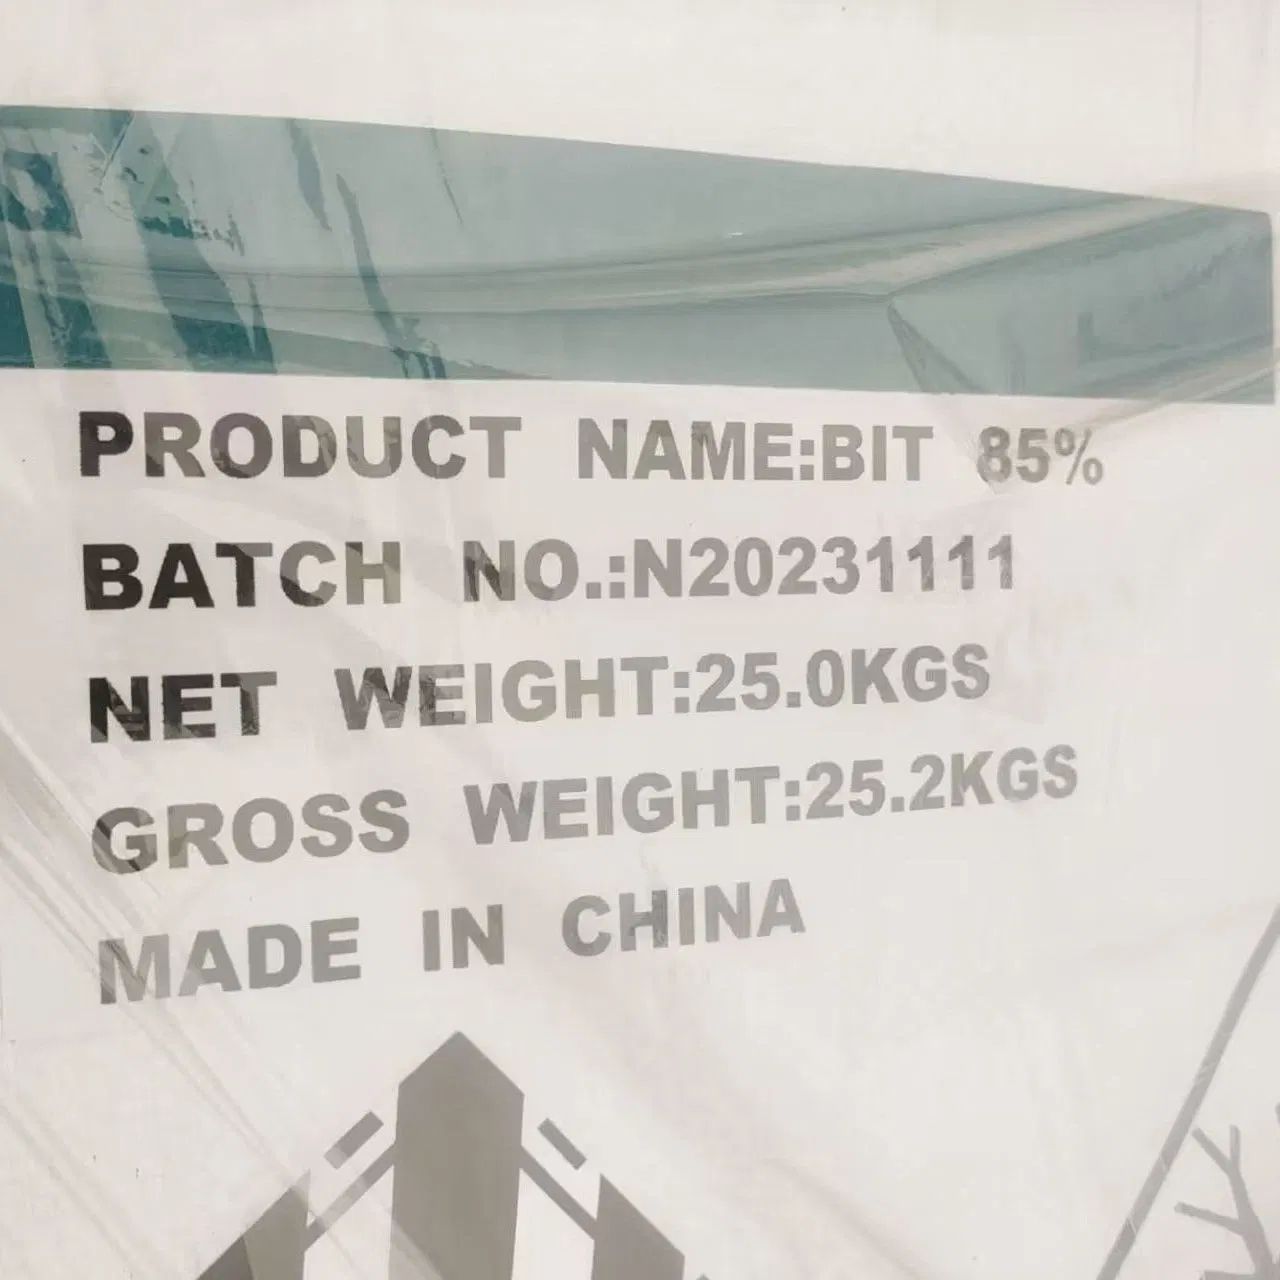 PRODUCT NAME:BIT 85%
BATCH NO.:N20231111
NET WEIGHT:25.0KGS
GROSS WEIGHT:25.2KGS
MADE IN CHINA